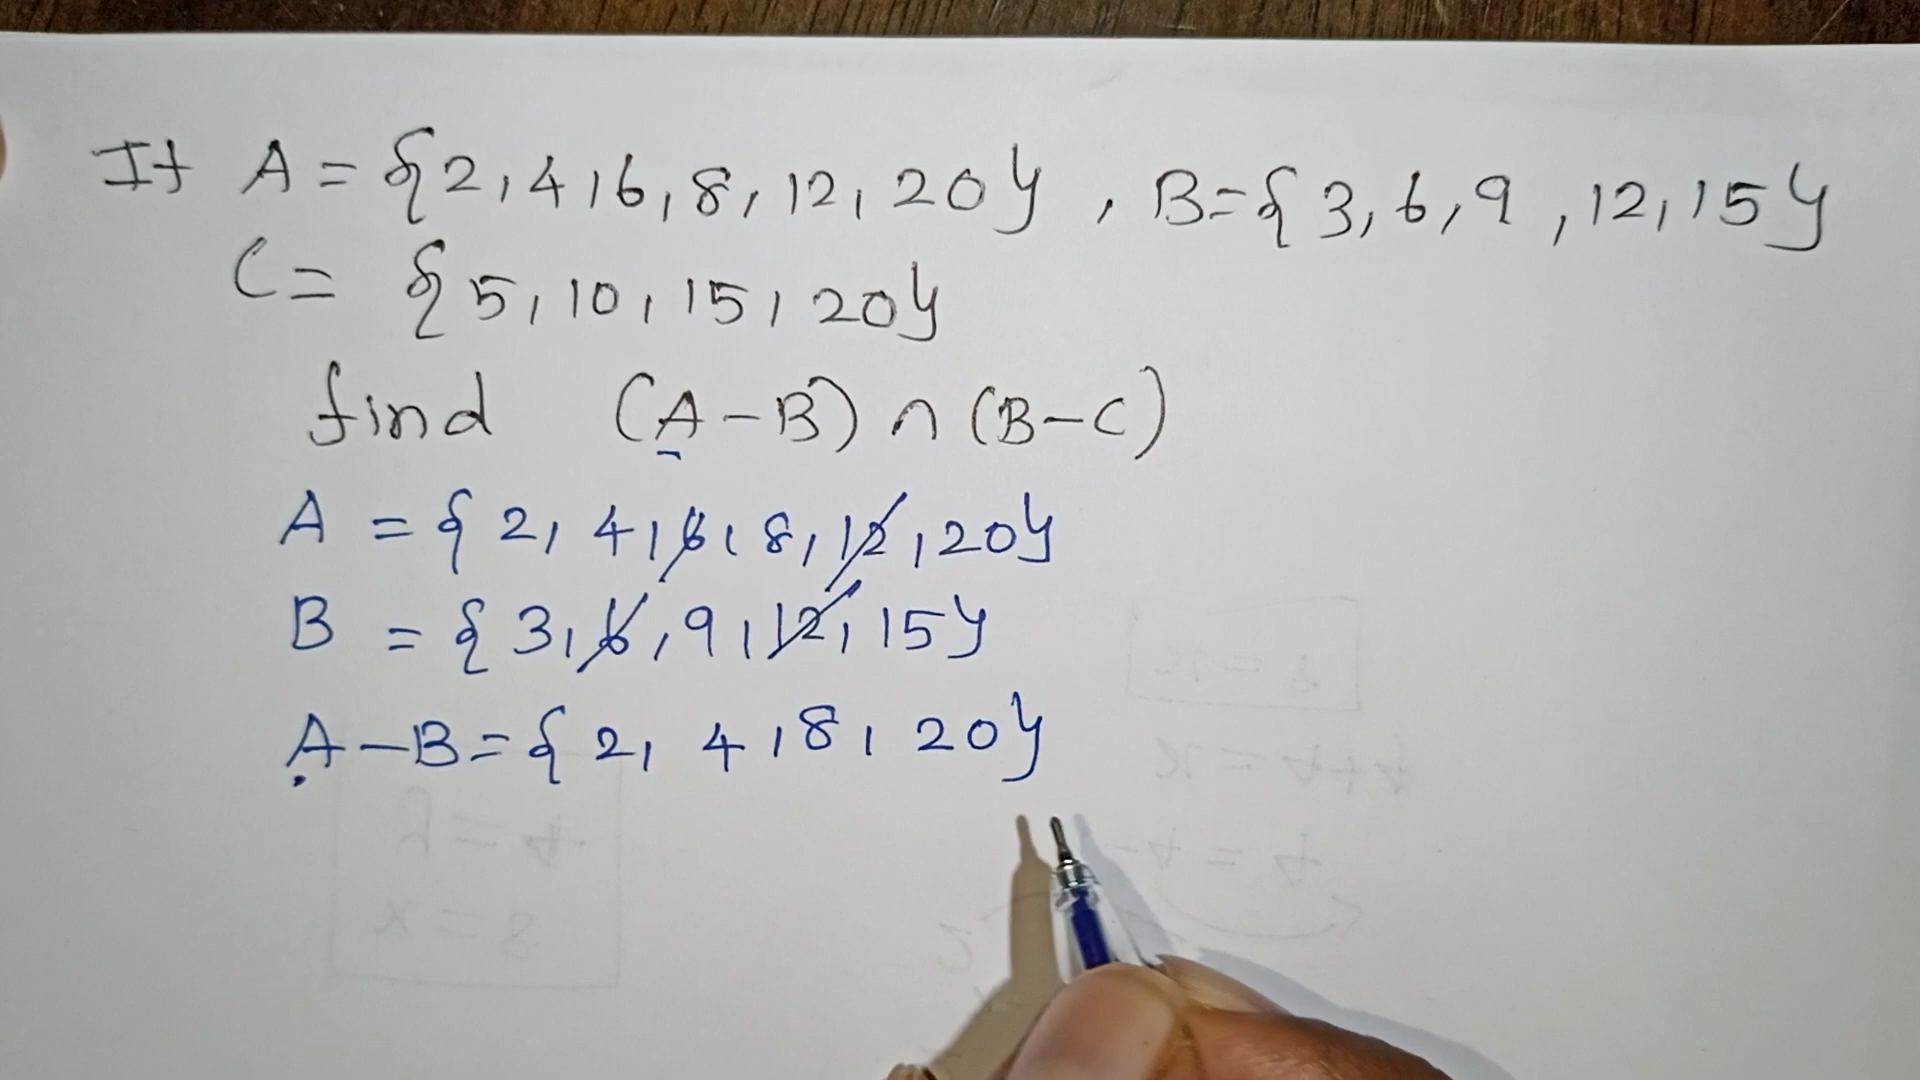 If A = {2, 4, 6, 8, 12, 20}, B = {3, 6, 9, 12, 15}
C = {5, 10, 15, 20}
find (A - B) ∩ (B - C)
A = {2, 4, 6, 8, 12, 20}
B = {3, 6, 9, 12, 15}
A - B = {2, 4, 8, 20}